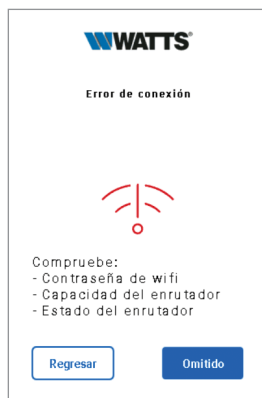 WATTS®
Error de conexión
Compruebe:
- Contraseña de wifi
- Capacidad del enrutador
- Estado del enrutador
Regresar
Omitido